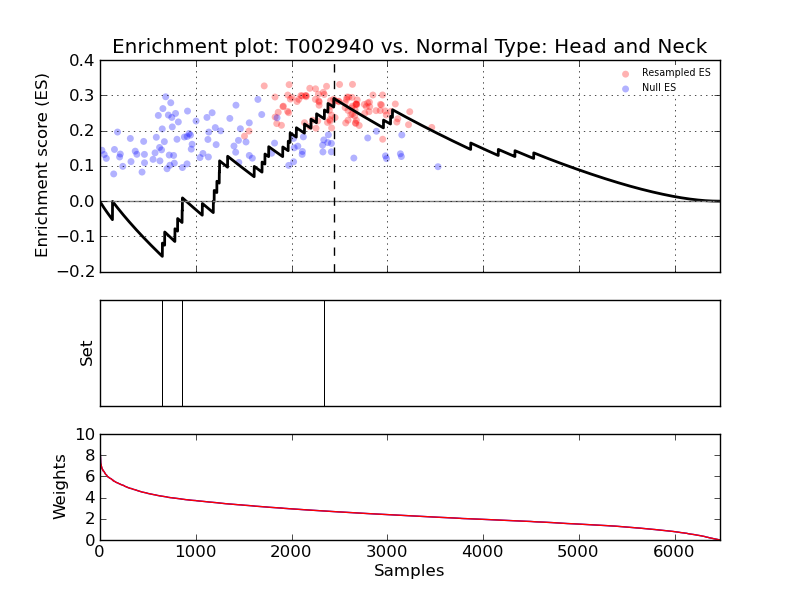 Enrichment plot: T002940 vs. Normal Type: Head and Neck
Enrichment score (ES)
0.4
0.3
0.2
0.1
0.0
−0.1
−0.2
Resampled ES
Null ES
Set
Weights
10
8
6
4
2
0
0 1000 2000 3000 4000 5000 6000
Samples